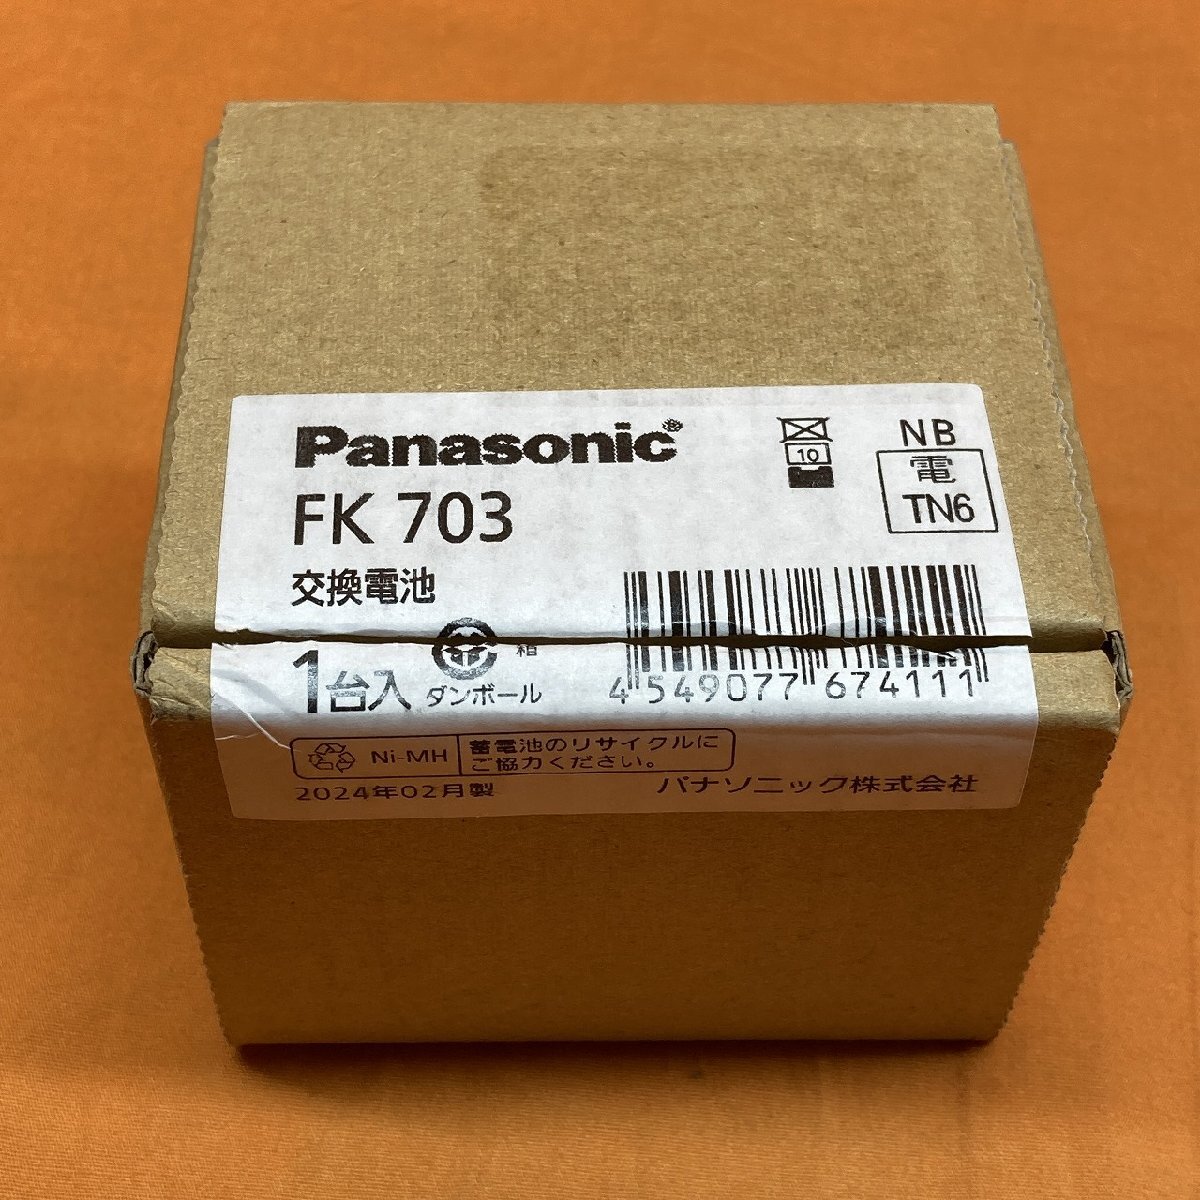 Panasonic®
FK 703
交換電池
1台入
箱
ダンボール
10
NB
電
TN6
4 549077 674111
Ni-MH
蓄電池のリサイクルに
ご協力ください。
2024年02月製
パナソニック株式会社